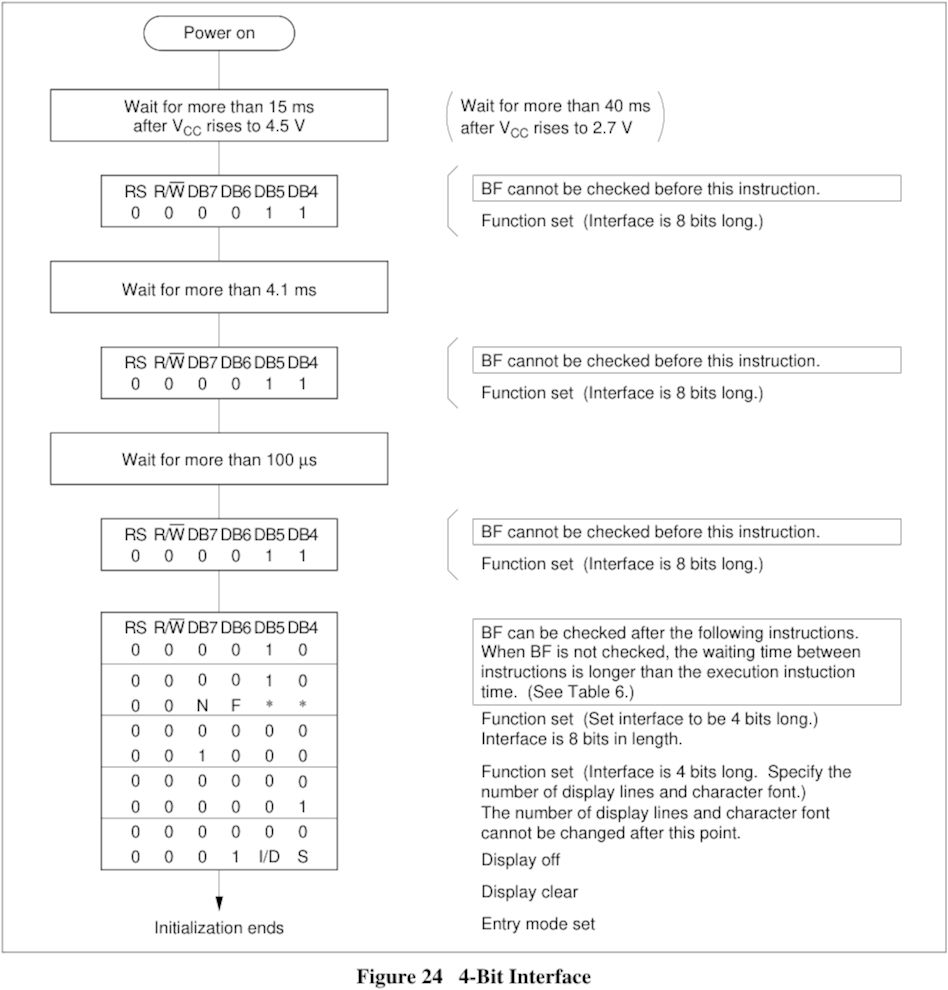 Power on
Wait for more than 15 ms
after VCC rises to 4.5 V
Wait for more than 40 ms
after VCC rises to 2.7 V
RS R/W̅ DB7 DB6 DB5 DB4
0 0 0 0 1 1
BF cannot be checked before this instruction.
Function set (Interface is 8 bits long.)
Wait for more than 4.1 ms
RS R/W̅ DB7 DB6 DB5 DB4
0 0 0 0 1 1
BF cannot be checked before this instruction.
Function set (Interface is 8 bits long.)
Wait for more than 100 µs
RS R/W̅ DB7 DB6 DB5 DB4
0 0 0 0 1 1
BF cannot be checked before this instruction.
Function set (Interface is 8 bits long.)
RS R/W̅ DB7 DB6 DB5 DB4
0 0 0 0 1 0
0 0 0 0 1 0
0 0 N F * *
0 0 0 0 0 0
0 0 1 0 0 0
0 0 0 0 0 0
0 0 0 0 0 1
0 0 0 0 0 0
0 0 0 1 I/D S
BF can be checked after the following instructions.
When BF is not checked, the waiting time between
instructions is longer than the execution instuction
time. (See Table 6.)
Function set (Set interface to be 4 bits long.)
Interface is 8 bits in length.
Function set (Interface is 4 bits long. Specify the
number of display lines and character font.)
The number of display lines and character font
cannot be changed after this point.
Display off
Display clear
Entry mode set
Initialization ends
Figure 24 4-Bit Interface